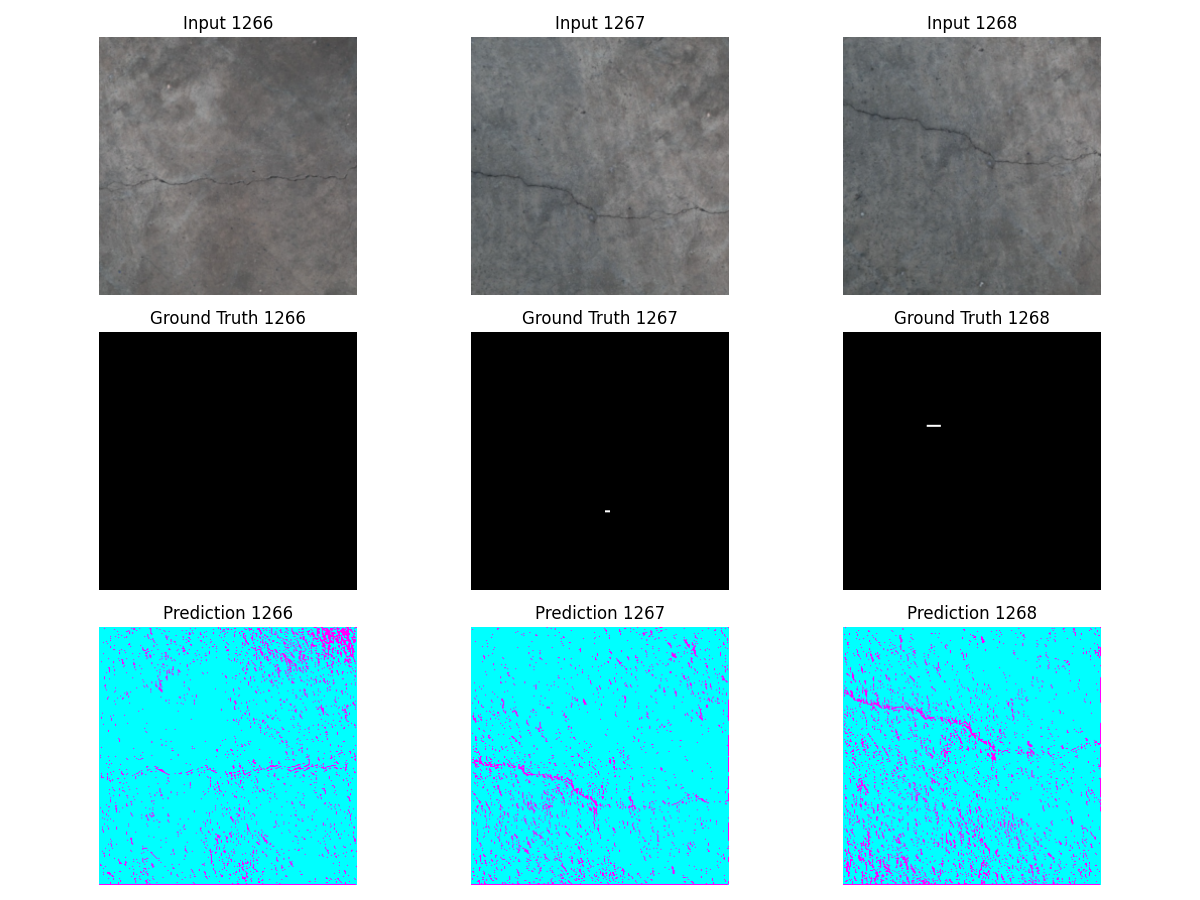 Input 1266
Input 1267
Input 1268
Ground Truth 1266
Ground Truth 1267
Ground Truth 1268
Prediction 1266
Prediction 1267
Prediction 1268